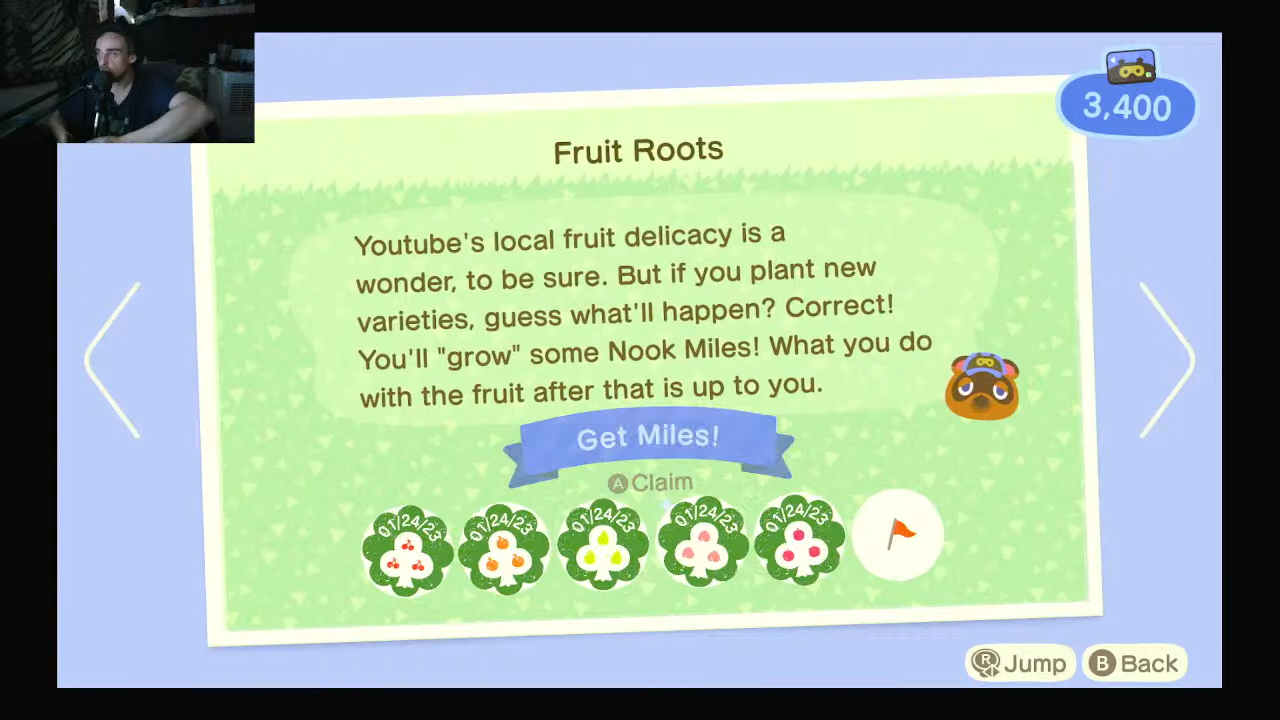 3,400
Fruit Roots
Youtube's local fruit delicacy is a
wonder, to be sure. But if you plant new
varieties, guess what'll happen? Correct!
You'll "grow" some Nook Miles! What you do
with the fruit after that is up to you.
Get Miles!
A Claim
01/24/23 01/24/23 01/24/23 01/24/23 01/24/23
R Jump B Back